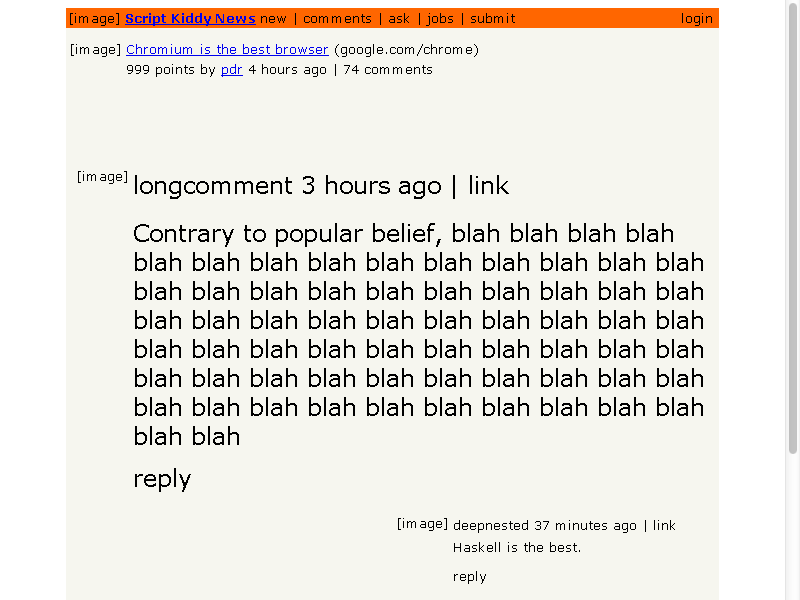 [image] Script Kiddy News new | comments | ask | jobs | submit login
[image] Chromium is the best browser (google.com/chrome)
999 points by pdr 4 hours ago | 74 comments
[image] longcomment 3 hours ago | link
Contrary to popular belief, blah blah blah blah
blah blah blah blah blah blah blah blah blah blah
blah blah blah blah blah blah blah blah blah blah
blah blah blah blah blah blah blah blah blah blah
blah blah blah blah blah blah blah blah blah blah
blah blah blah blah blah blah blah blah blah blah
blah blah blah blah blah blah blah blah blah blah
blah blah
reply
[image] deepnested 37 minutes ago | link
Haskell is the best.
reply